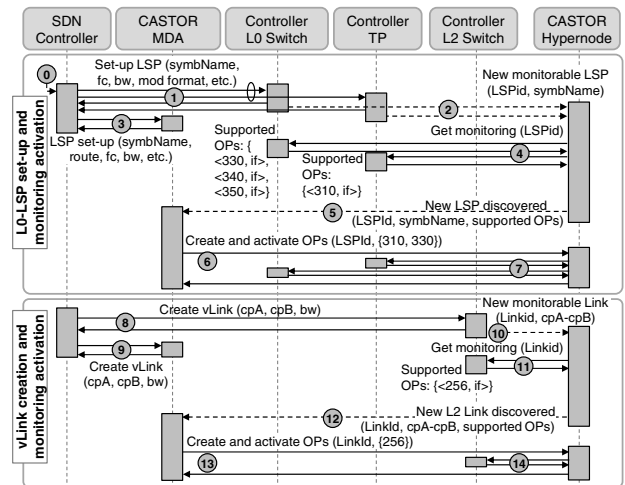 SDN Controller
CASTOR MDA
Controller L0 Switch
Controller TP
Controller L2 Switch
CASTOR Hypernode
L0-LSP set-up and monitoring activation
0
Set-up LSP (symbName, fc, bw, mod format, etc.)
1
New monitorable LSP (LSPid, symbName)
2
3
LSP set-up (symbName, route, fc, bw, etc.)
Get monitoring (LSPid)
4
Supported OPs: { <330, if>, <340, if>, <350, if>}
Supported OPs: {<310, if>}
New LSP discovered
5
(LSPId, symbName, supported OPs)
Create and activate OPs (LSPId, {310, 330})
6
7
vLink creation and monitoring activation
Create vLink (cpA, cpB, bw)
8
New monitorable Link (Linkid, cpA-cpB)
10
9
Create vLink (cpA, cpB, bw)
Get monitoring (Linkid)
11
Supported OPs: {<256, if>}
New L2 Link discovered
12
(LinkId, cpA-cpB, supported OPs)
Create and activate OPs (LinkId, {256})
13
14